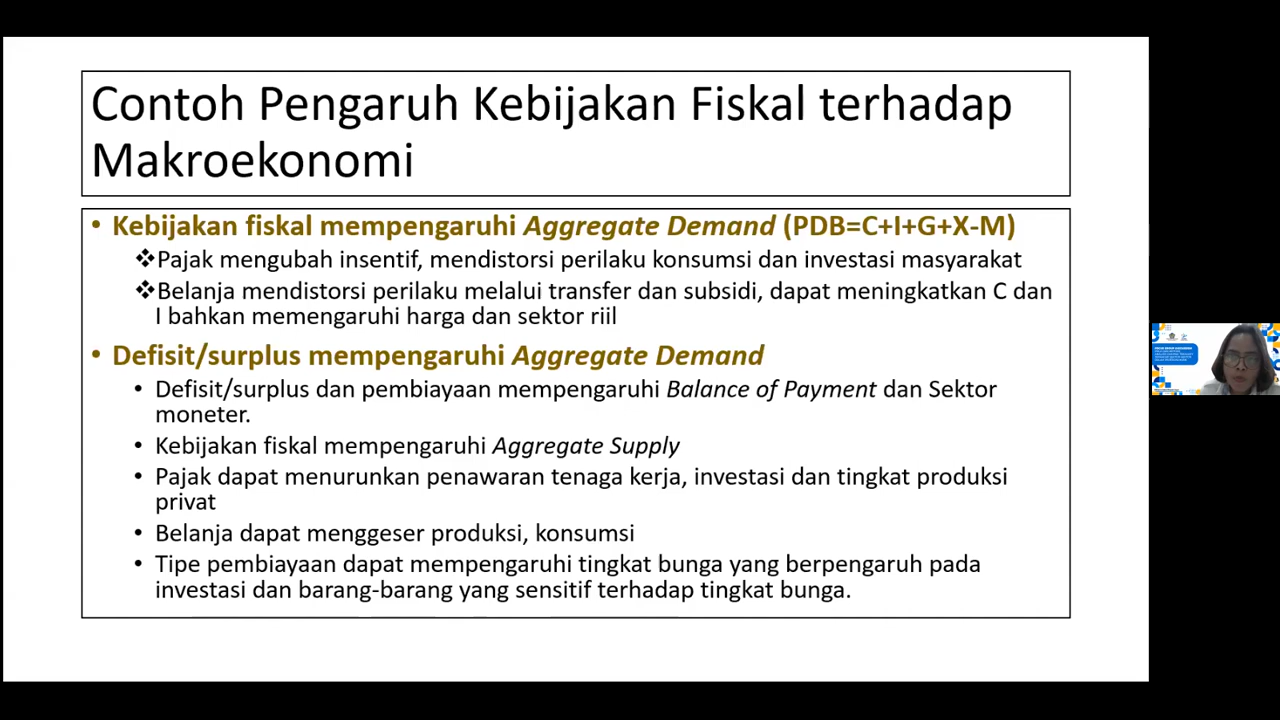 Contoh Pengaruh Kebijakan Fiskal terhadap
Makroekonomi
• Kebijakan fiskal mempengaruhi Aggregate Demand (PDB=C+I+G+X-M)
❖Pajak mengubah insentif, mendistorsi perilaku konsumsi dan investasi masyarakat
❖Belanja mendistorsi perilaku melalui transfer dan subsidi, dapat meningkatkan C dan
I bahkan memengaruhi harga dan sektor riil
• Defisit/surplus mempengaruhi Aggregate Demand
• Defisit/surplus dan pembiayaan mempengaruhi Balance of Payment dan Sektor
moneter.
• Kebijakan fiskal mempengaruhi Aggregate Supply
• Pajak dapat menurunkan penawaran tenaga kerja, investasi dan tingkat produksi
privat
• Belanja dapat menggeser produksi, konsumsi
• Tipe pembiayaan dapat mempengaruhi tingkat bunga yang berpengaruh pada
investasi dan barang-barang yang sensitif terhadap tingkat bunga.